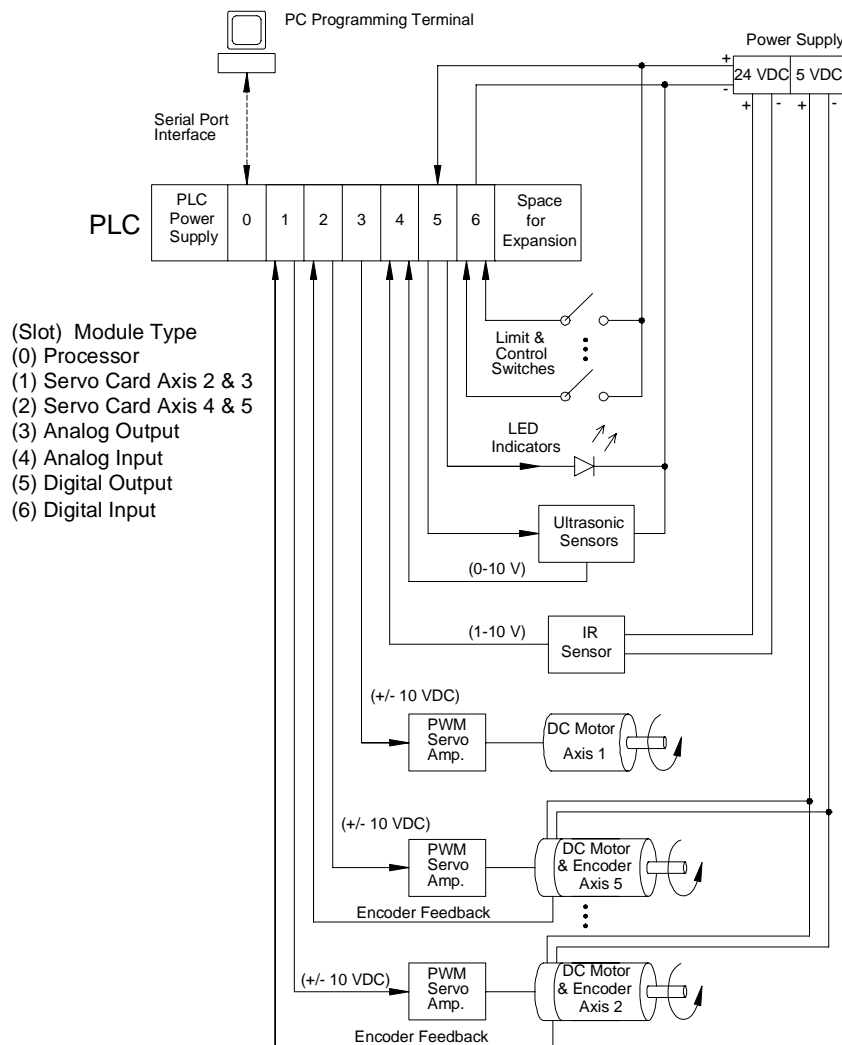 PC Programming Terminal
Power Supply
+
24 VDC
5 VDC
-
+
-
+
-
Serial Port
Interface
PLC
PLC
Power
Supply
0
1
2
3
4
5
6
Space
for
Expansion
(Slot) Module Type
(0) Processor
(1) Servo Card Axis 2 & 3
(2) Servo Card Axis 4 & 5
(3) Analog Output
(4) Analog Input
(5) Digital Output
(6) Digital Input
Limit &
Control
Switches
LED
Indicators
Ultrasonic
Sensors
(0-10 V)
(1-10 V)
IR
Sensor
(+/- 10 VDC)
PWM
Servo
Amp.
DC Motor
Axis 1
(+/- 10 VDC)
PWM
Servo
Amp.
DC Motor
& Encoder
Axis 5
Encoder Feedback
(+/- 10 VDC)
PWM
Servo
Amp.
DC Motor
& Encoder
Axis 2
Encoder Feedback